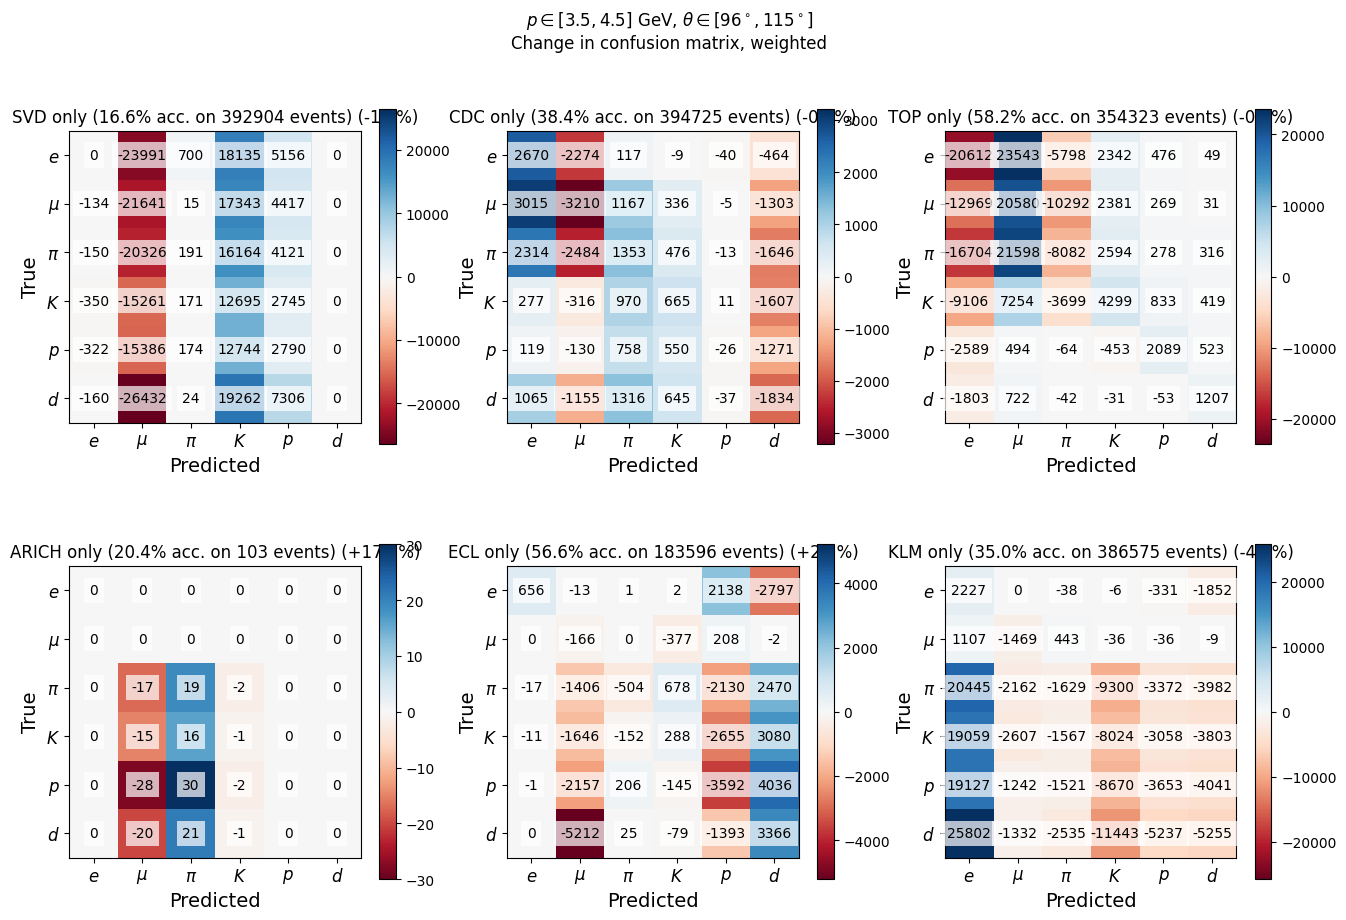 p ∈ [3.5, 4.5] GeV, θ ∈ [96°, 115°]
Change in confusion matrix, weighted
SVD only (16.6% acc. on 392904 events) (-1 %)
True
e 0 -23991 700 18135 5156 0
μ -134 -21641 15 17343 4417 0
π -150 -20326 191 16164 4121 0
K -350 -15261 171 12695 2745 0
p -322 -15386 174 12744 2790 0
d -160 -26432 24 19262 7306 0
e μ π K p d
Predicted
20000
10000
0
−10000
−20000
CDC only (38.4% acc. on 394725 events) (-0 %)
True
e 2670 -2274 117 -9 -40 -464
μ 3015 -3210 1167 336 -5 -1303
π 2314 -2484 1353 476 -13 -1646
K 277 -316 970 665 11 -1607
p 119 -130 758 550 -26 -1271
d 1065 -1155 1316 645 -37 -1834
e μ π K p d
Predicted
3000
2000
1000
0
−1000
−2000
−3000
TOP only (58.2% acc. on 354323 events) (-0 %)
True
e -20612 23543 -5798 2342 476 49
μ -12969 20580 -10292 2381 269 31
π -16704 21598 -8082 2594 278 316
K -9106 7254 -3699 4299 833 419
p -2589 494 -64 -453 2089 523
d -1803 722 -42 -31 -53 1207
e μ π K p d
Predicted
20000
10000
0
−10000
−20000
ARICH only (20.4% acc. on 103 events) (+17 %)
True
e 0 0 0 0 0 0
μ 0 0 0 0 0 0
π 0 -17 19 -2 0 0
K 0 -15 16 -1 0 0
p 0 -28 30 -2 0 0
d 0 -20 21 -1 0 0
e μ π K p d
Predicted
30
20
10
0
−10
−20
−30
ECL only (56.6% acc. on 183596 events) (+2 %)
True
e 656 -13 1 2 2138 -2797
μ 0 -166 0 -377 208 -2
π -17 -1406 -504 678 -2130 2470
K -11 -1646 -152 288 -2655 3080
p -1 -2157 206 -145 -3592 4036
d 0 -5212 25 -79 -1393 3366
e μ π K p d
Predicted
4000
2000
0
−2000
−4000
KLM only (35.0% acc. on 386575 events) (-4 %)
True
e 2227 0 -38 -6 -331 -1852
μ 1107 -1469 443 -36 -36 -9
π 20445 -2162 -1629 -9300 -3372 -3982
K 19059 -2607 -1567 -8024 -3058 -3803
p 19127 -1242 -1521 -8670 -3653 -4041
d 25802 -1332 -2535 -11443 -5237 -5255
e μ π K p d
Predicted
20000
10000
0
−10000
−20000